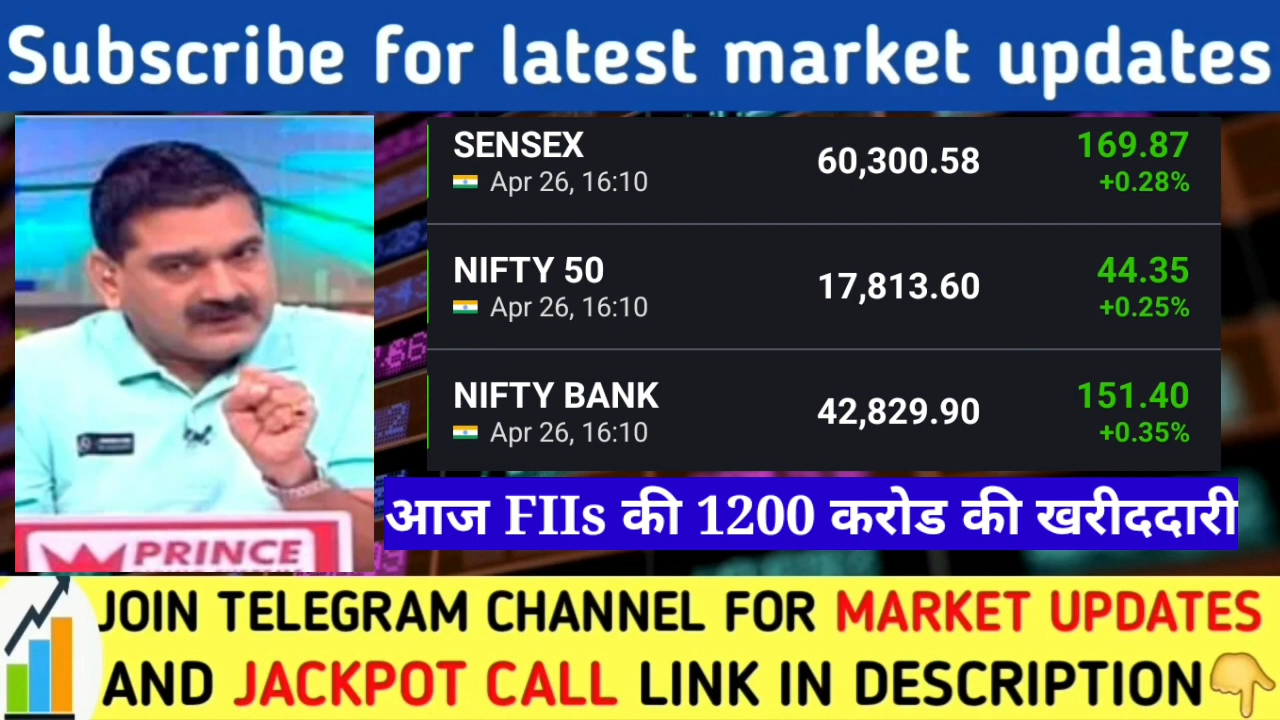 Subscribe for latest market updates
SENSEX 60,300.58 169.87
Apr 26, 16:10 +0.28%
NIFTY 50 17,813.60 44.35
Apr 26, 16:10 +0.25%
NIFTY BANK 42,829.90 151.40
Apr 26, 16:10 +0.35%
PRINCE
आज FIIs की 1200 करोड की खरीददारी
JOIN TELEGRAM CHANNEL FOR MARKET UPDATES
AND JACKPOT CALL LINK IN DESCRIPTION